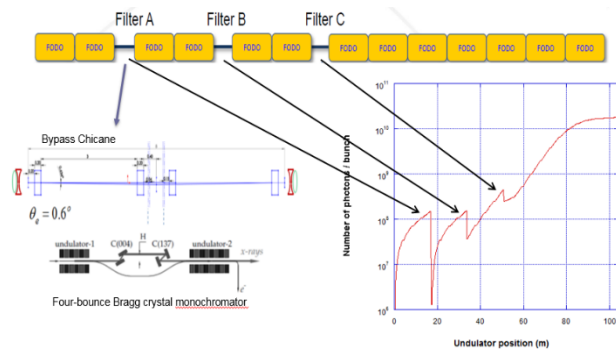 Filter A Filter B Filter C
FODO FODO FODO FODO FODO FODO FODO FODO FODO FODO FODO FODO FODO
Bypass Chicane
θ = 0.6°
undulator-1 C(004) H C(137) undulator-2
x-rays
e⁻
Four-bounce Bragg crystal monochromator
Number of photons / bunch
10¹¹
10¹⁰
10⁹
10⁸
10⁷
10⁶
0 20 40 60 80 100
Undulator position (m)